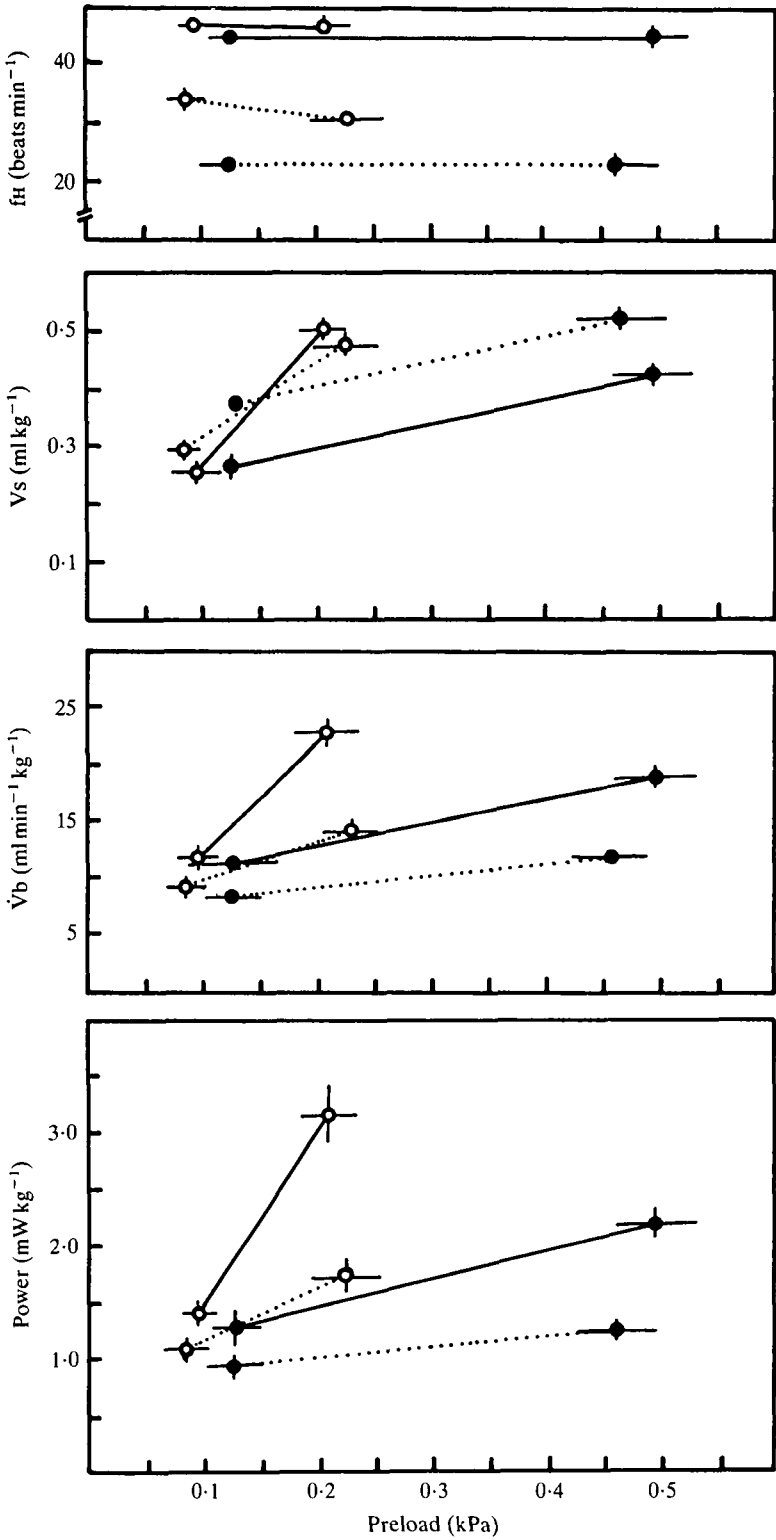 fH (beats min⁻¹)
40
20
Vs (ml kg⁻¹)
0·5
0·3
0·1
V̇b (ml min⁻¹ kg⁻¹)
25
15
5
Power (mW kg⁻¹)
3·0
2·0
1·0
0·1 0·2 0·3 0·4 0·5
Preload (kPa)